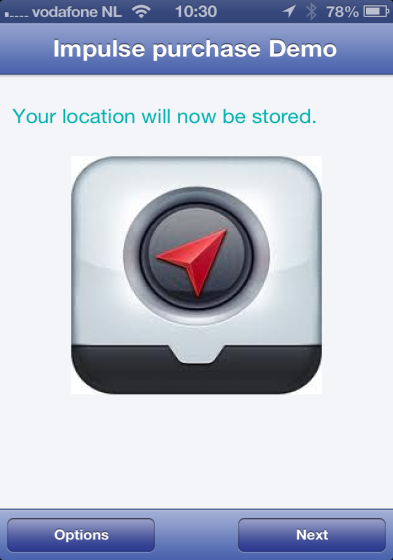 vodafone NL 10:30 78%
Impulse purchase Demo
Your location will now be stored.
Options Next